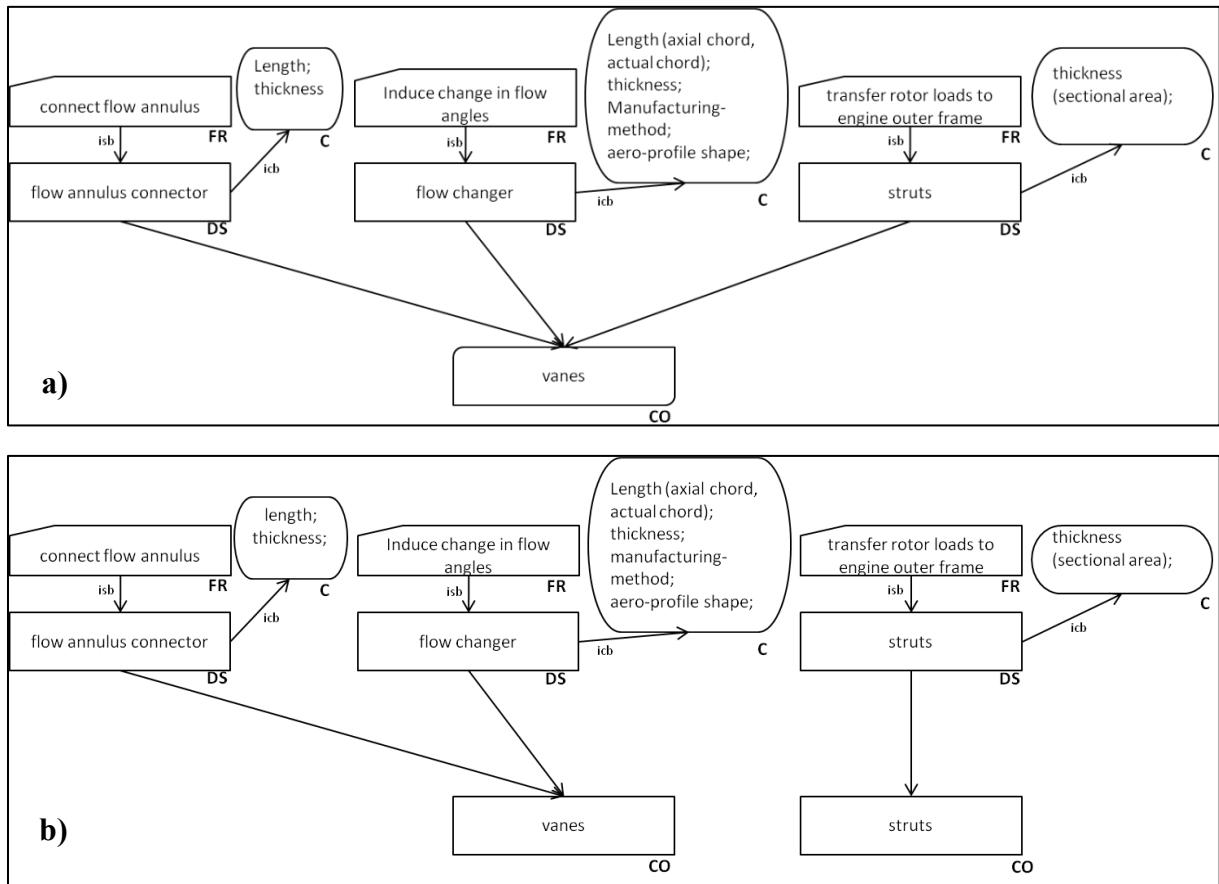 Length;
thickness
C
connect flow annulus
FR
isb
icb
flow annulus connector
DS
Induce change in flow
angles
FR
isb
Length (axial chord,
actual chord);
thickness;
Manufacturing-
method;
aero-profile shape;
C
flow changer
icb
DS
transfer rotor loads to
engine outer frame
FR
isb
thickness
(sectional area);
C
icb
struts
DS
vanes
CO
a)
length;
thickness;
C
connect flow annulus
FR
isb
icb
flow annulus connector
DS
Induce change in flow
angles
FR
isb
Length (axial chord,
actual chord);
thickness;
manufacturing-
method;
aero-profile shape;
C
flow changer
icb
DS
transfer rotor loads to
engine outer frame
FR
isb
thickness
(sectional area);
C
icb
struts
DS
vanes
CO
struts
CO
b)